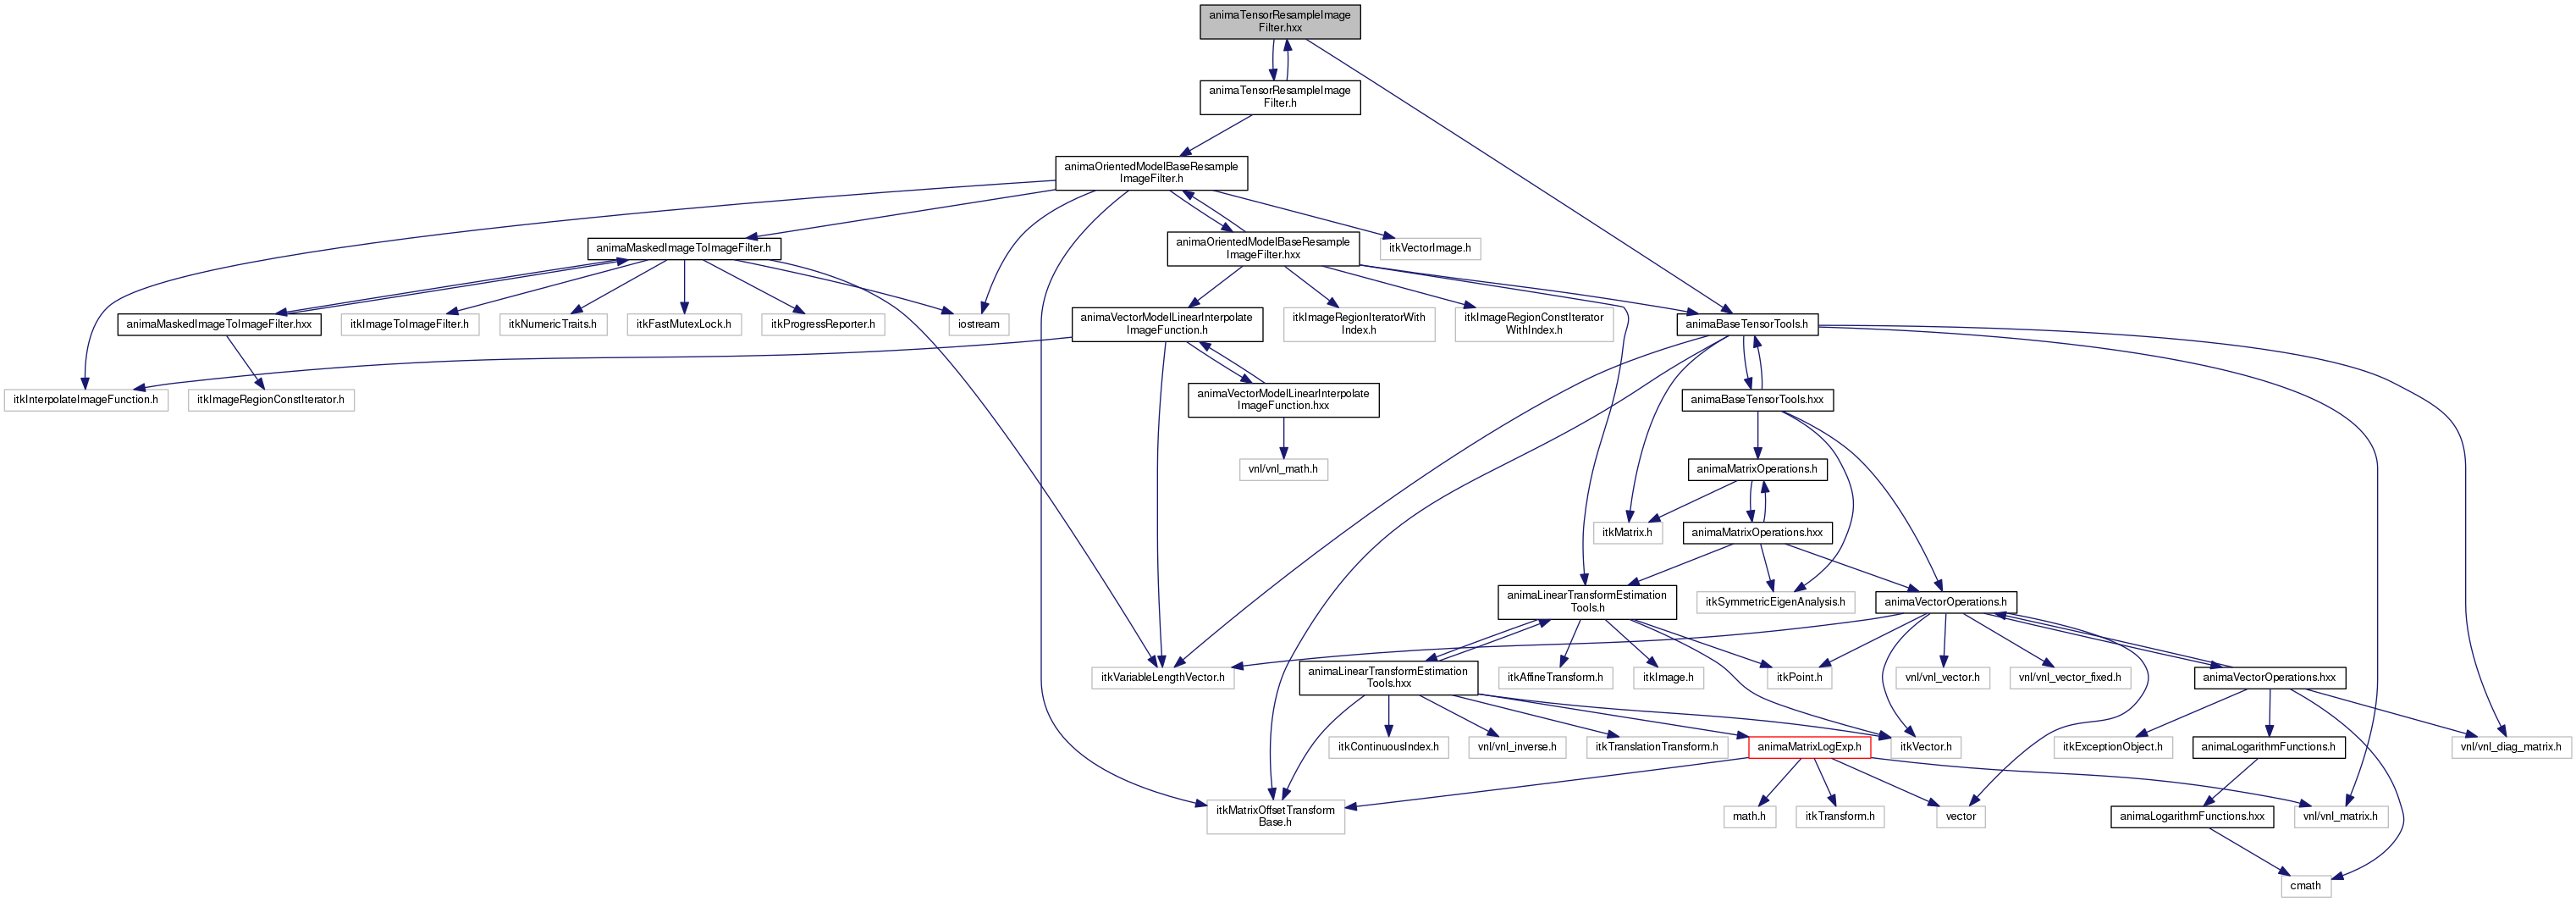 animaTensorResampleImage
Filter.hxx
animaTensorResampleImage
Filter.h
animaOrientedModelBaseResample
ImageFilter.h
animaMaskedImageToImageFilter.h
animaOrientedModelBaseResample
ImageFilter.hxx
itkVectorImage.h
animaMaskedImageToImageFilter.hxx
itkImageToImageFilter.h
itkNumericTraits.h
itkFastMutexLock.h
itkProgressReporter.h
iostream
animaVectorModelLinearInterpolate
ImageFunction.h
itkImageRegionIteratorWith
Index.h
itkImageRegionConstIterator
WithIndex.h
animaBaseTensorTools.h
itkInterpolateImageFunction.h
itkImageRegionConstIterator.h
animaVectorModelLinearInterpolate
ImageFunction.hxx
animaBaseTensorTools.hxx
vnl/vnl_math.h
animaMatrixOperations.h
itkMatrix.h
animaMatrixOperations.hxx
animaLinearTransformEstimation
Tools.h
itkSymmetricEigenAnalysis.h
animaVectorOperations.h
itkVariableLengthVector.h
animaLinearTransformEstimation
Tools.hxx
itkAffineTransform.h
itkImage.h
itkPoint.h
vnl/vnl_vector.h
vnl/vnl_vector_fixed.h
animaVectorOperations.hxx
itkContinuousIndex.h
vnl/vnl_inverse.h
itkTranslationTransform.h
animaMatrixLogExp.h
itkVector.h
itkExceptionObject.h
animaLogarithmFunctions.h
vnl/vnl_diag_matrix.h
itkMatrixOffsetTransform
Base.h
math.h
itkTransform.h
vector
animaLogarithmFunctions.hxx
vnl/vnl_matrix.h
cmath